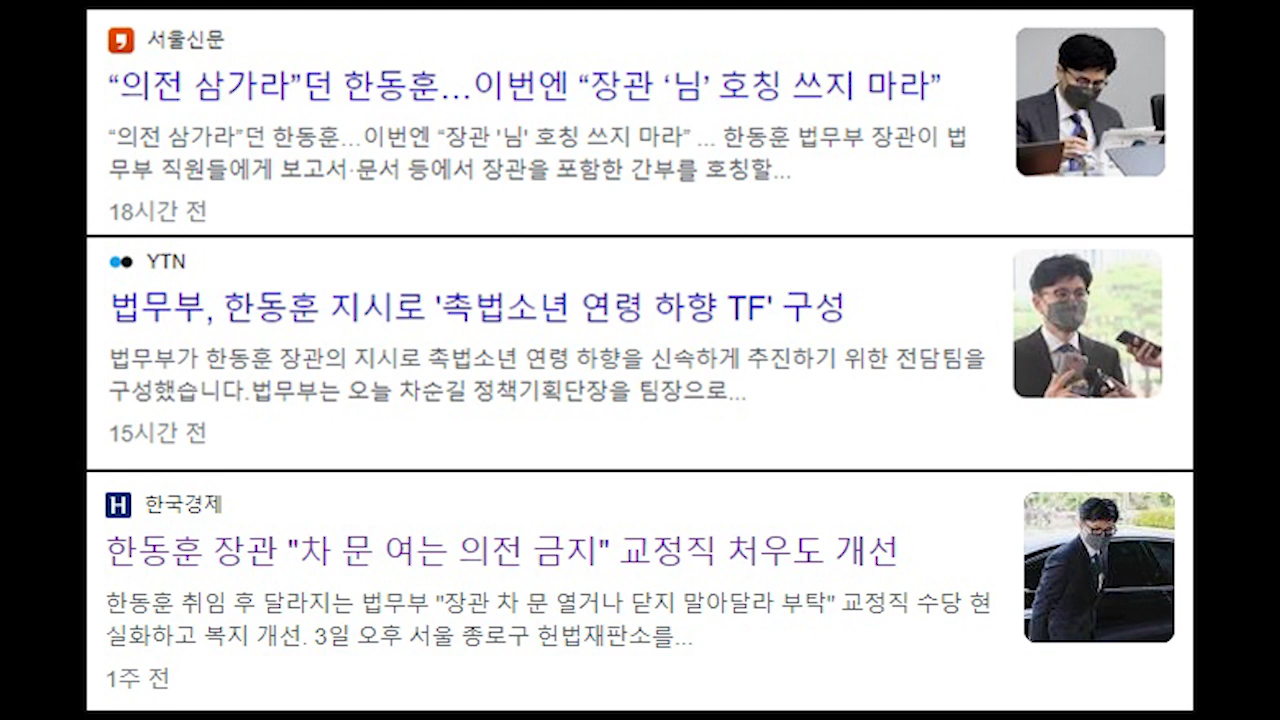 서울신문
“의전 삼가라”던 한동훈…이번엔 “장관 ‘님’ 호칭 쓰지 마라”
“의전 삼가라”던 한동훈…이번엔 “장관 '님' 호칭 쓰지 마라” ... 한동훈 법무부 장관이 법
무부 직원들에게 보고서·문서 등에서 장관을 포함한 간부를 호칭할...
18시간 전
YTN
법무부, 한동훈 지시로 '촉법소년 연령 하향 TF' 구성
법무부가 한동훈 장관의 지시로 촉법소년 연령 하향을 신속하게 추진하기 위한 전담팀을
구성했습니다.법무부는 오늘 차순길 정책기획단장을 팀장으로...
15시간 전
H 한국경제
한동훈 장관 "차 문 여는 의전 금지" 교정직 처우도 개선
한동훈 취임 후 달라지는 법무부 "장관 차 문 열거나 닫지 말아달라 부탁" 교정직 수당 현
실화하고 복지 개선. 3일 오후 서울 종로구 헌법재판소를...
1주 전